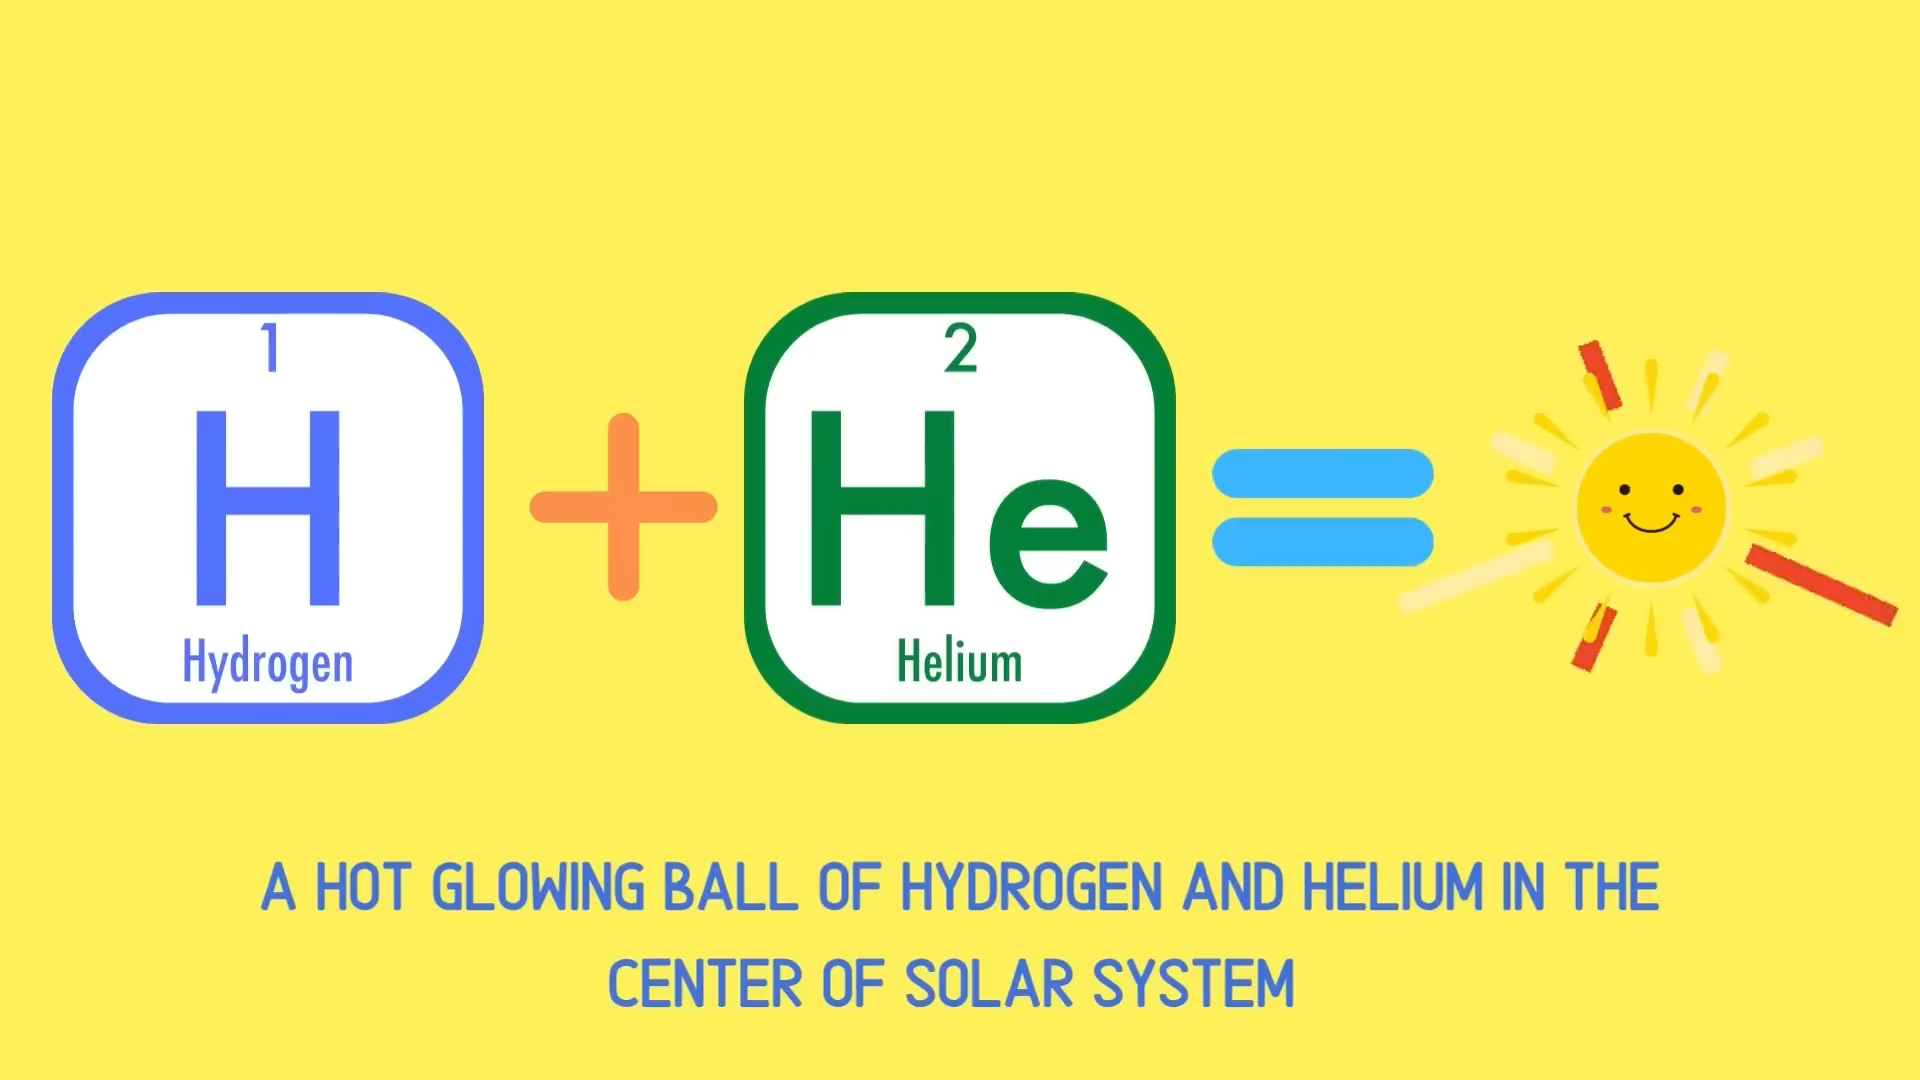 1
H
Hydrogen
2
He
Helium
A HOT GLOWING BALL OF HYDROGEN AND HELIUM IN THE
CENTER OF SOLAR SYSTEM